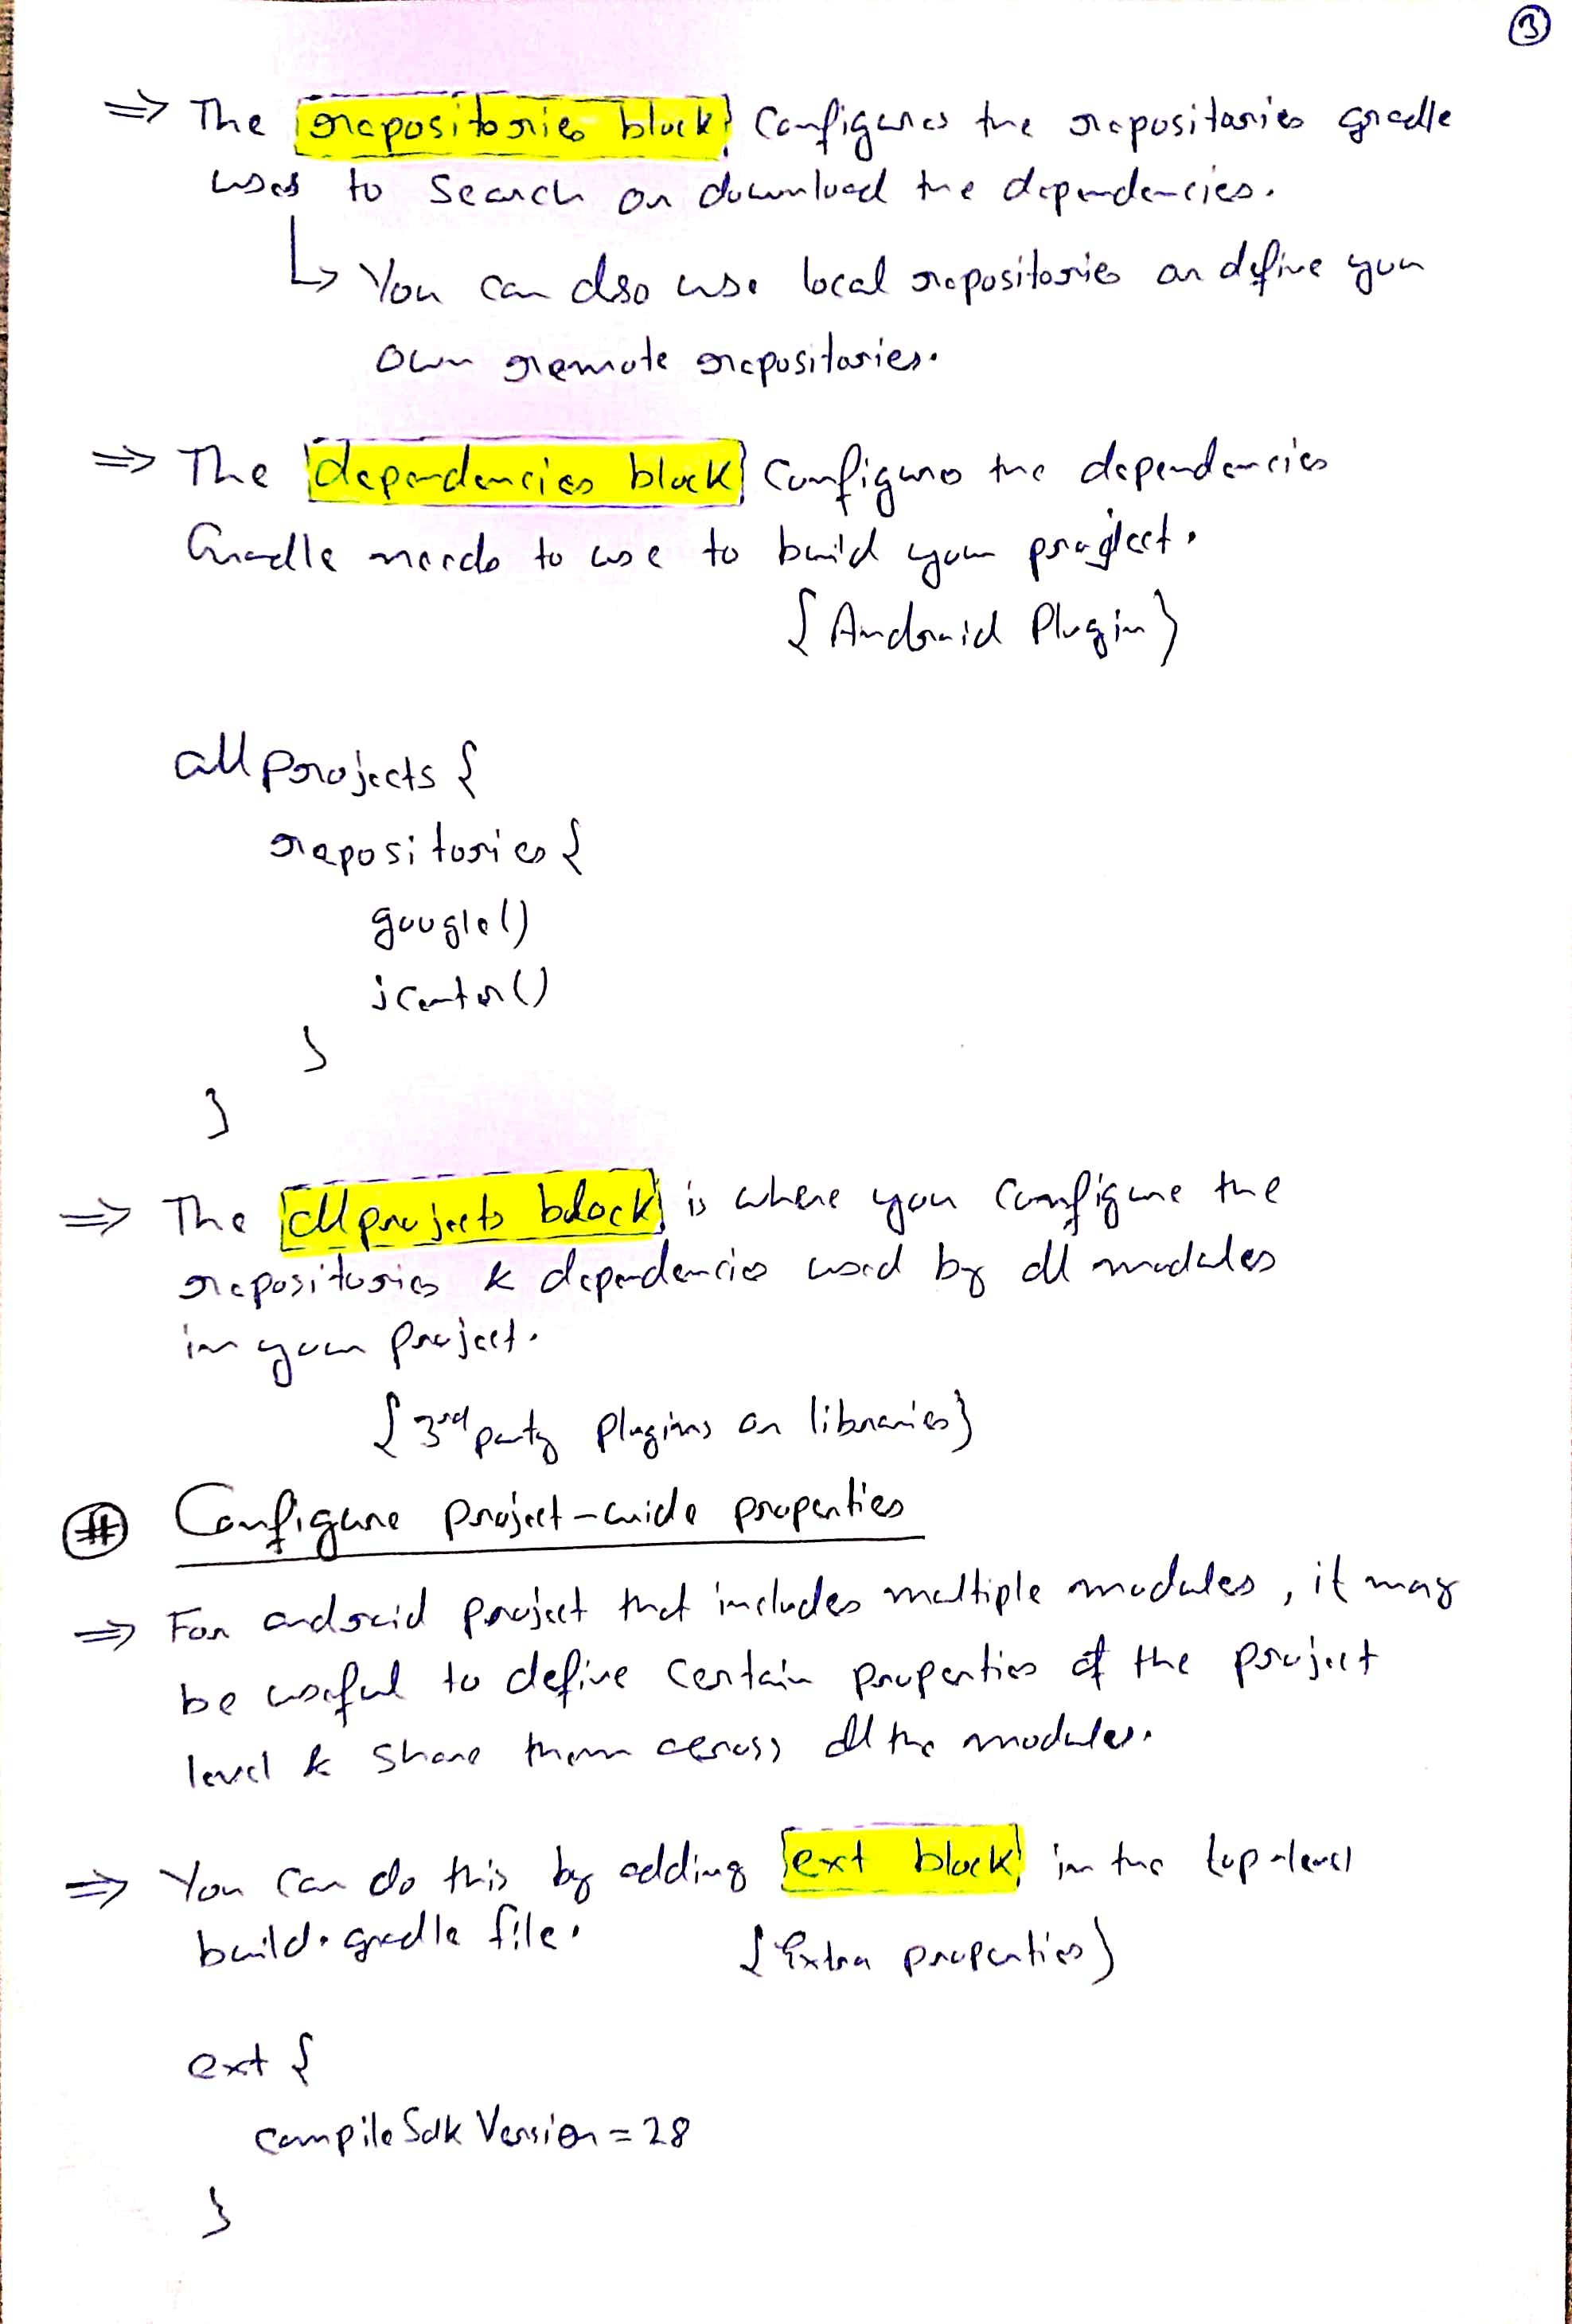 3
⇒ The repositories block configures the repositories gradle
uses to search or download the dependencies.
↳ You can also use local repositories or define your
own remote repositories.
⇒ The dependencies block configures the dependencies
Gradle needs to use to build your project.
{Android Plugin}
allprojects {
repositories {
google()
jcenter()
}
}
⇒ The allprojects block is where you configure the
repositories & dependencies used by all modules
in your project.
{3rd party plugins or libraries}
# Configure project-wide properties
⇒ For android project that includes multiple modules, it may
be useful to define certain properties at the project
level & share them across all the modules.
⇒ You can do this by adding ext block in the top-level
build.gradle file.
{Extra properties}
ext {
compileSdkVersion = 28
}